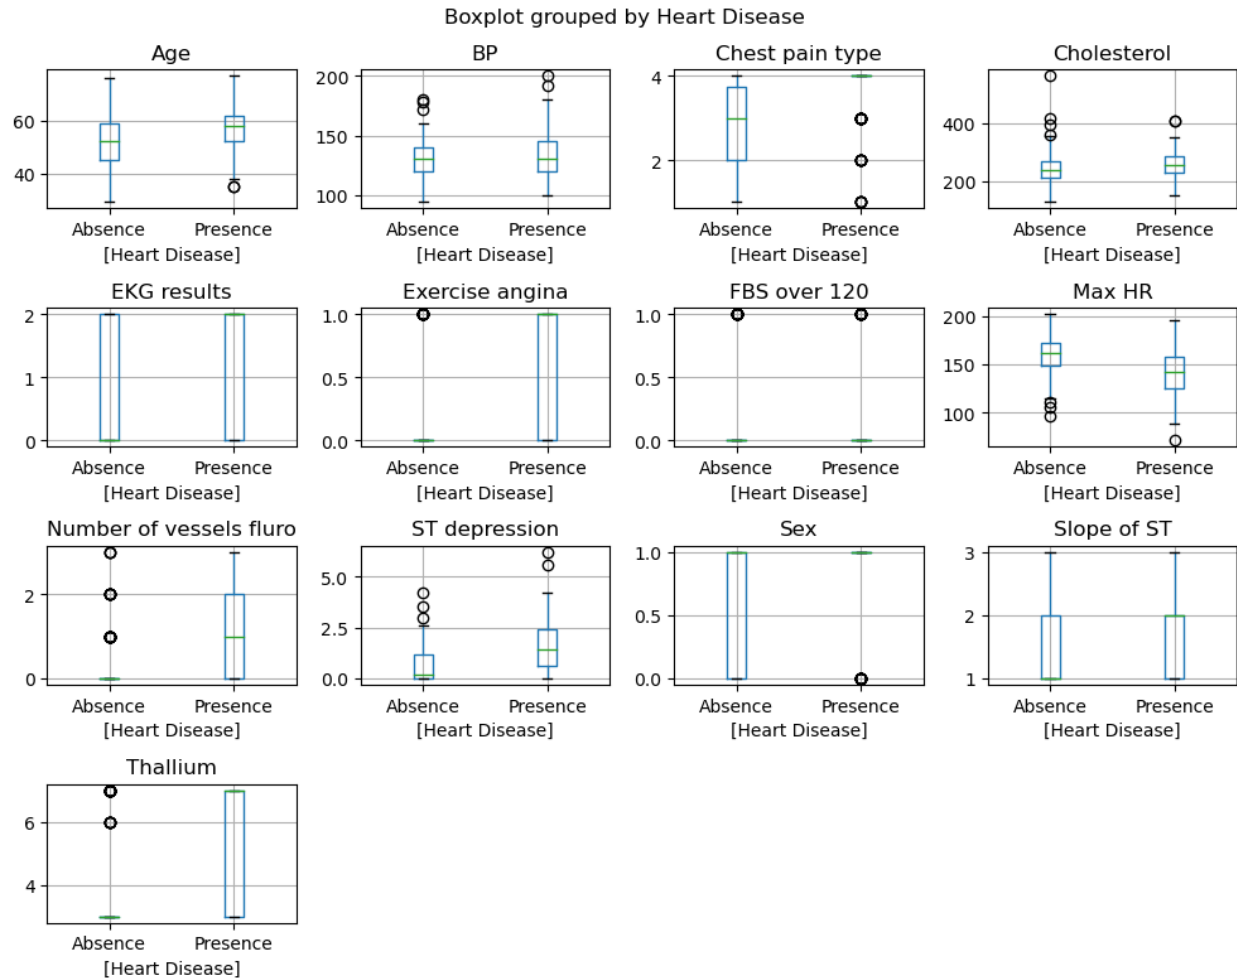 Boxplot grouped by Heart Disease
Age
BP
Chest pain type
Cholesterol
60
40
Absence
Presence
[Heart Disease]
200
150
100
Absence
Presence
[Heart Disease]
4
2
Absence
Presence
[Heart Disease]
400
200
Absence
Presence
[Heart Disease]
EKG results
Exercise angina
FBS over 120
Max HR
2
1
0
Absence
Presence
[Heart Disease]
1.0
0.5
0.0
Absence
Presence
[Heart Disease]
1.0
0.5
0.0
Absence
Presence
[Heart Disease]
200
150
100
Absence
Presence
[Heart Disease]
Number of vessels fluro
ST depression
Sex
Slope of ST
2
0
Absence
Presence
[Heart Disease]
5.0
2.5
0.0
Absence
Presence
[Heart Disease]
1.0
0.5
0.0
Absence
Presence
[Heart Disease]
3
2
1
Absence
Presence
[Heart Disease]
Thallium
6
4
Absence
Presence
[Heart Disease]